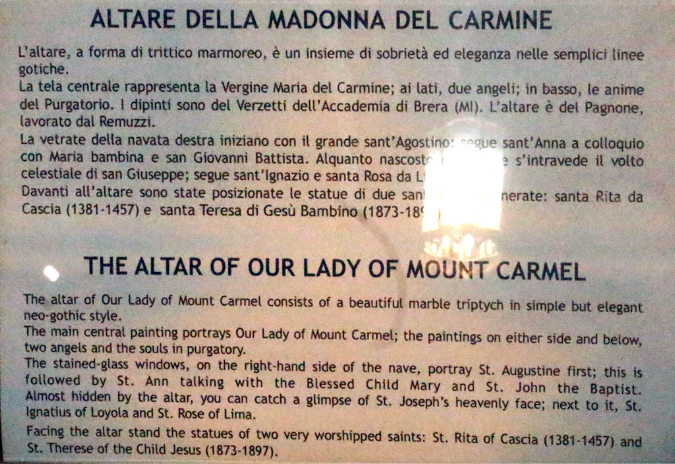 ALTARE DELLA MADONNA DEL CARMINE
L'altare, a forma di trittico marmoreo, è un insieme di sobrietà ed eleganza nelle semplici linee
gotiche.
La tela centrale rappresenta la Vergine Maria del Carmine; ai lati, due angeli; in basso, le anime
del Purgatorio. I dipinti sono del Verzetti dell'Accademia di Brera (MI). L'altare è del Pagnone,
lavorato dal Remuzzi.
La vetrate della navata destra iniziano con il grande sant'Agostino; segue sant'Anna a colloquio
con Maria bambina e san Giovanni Battista. Alquanto s'intravede il volto
celestiale di san Giuseppe; segue sant'Ignazio e santa Rosa da
Davanti all'altare sono state posizionate le statue di due santa Rita da
Cascia (1381-1457) e santa Teresa di Gesù Bambino
THE ALTAR OF OUR LADY OF MOUNT CARMEL
The altar of Our Lady of Mount Carmel consists of a beautiful marble triptych in simple but elegant
neo-gothic style.
The main central painting portrays Our Lady of Mount Carmel; the paintings on either side and below,
two angels and the souls in purgatory.
The stained-glass windows, on the right-hand side of the nave, portray St. Augustine first; this is
followed by St. Ann talking with the Blessed Child Mary and St. John the Baptist.
Almost hidden by the altar, you can catch a glimpse of St. Joseph's heavenly face; next to it, St.
Ignatius of Loyola and St. Rose of Lima.
Facing the altar stand the statues of two very worshipped saints: St. Rita of Cascia (1381-1457) and
St. Therese of the Child Jesus (1873-1897).